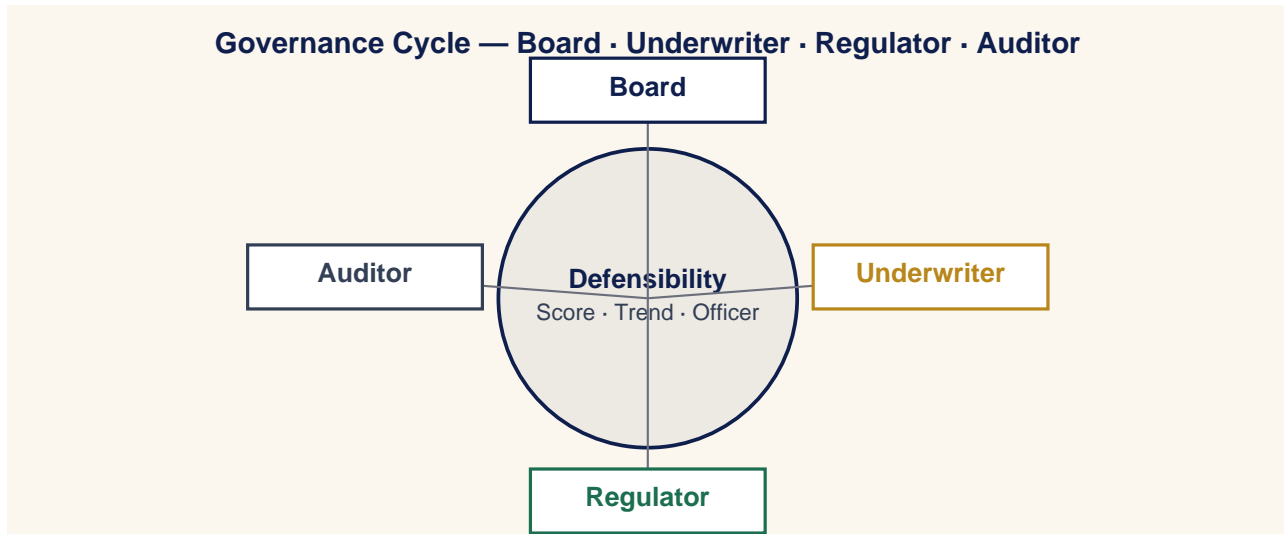 Governance Cycle — Board · Underwriter · Regulator · Auditor
Board
Auditor
Defensibility
Score · Trend · Officer
Underwriter
Regulator